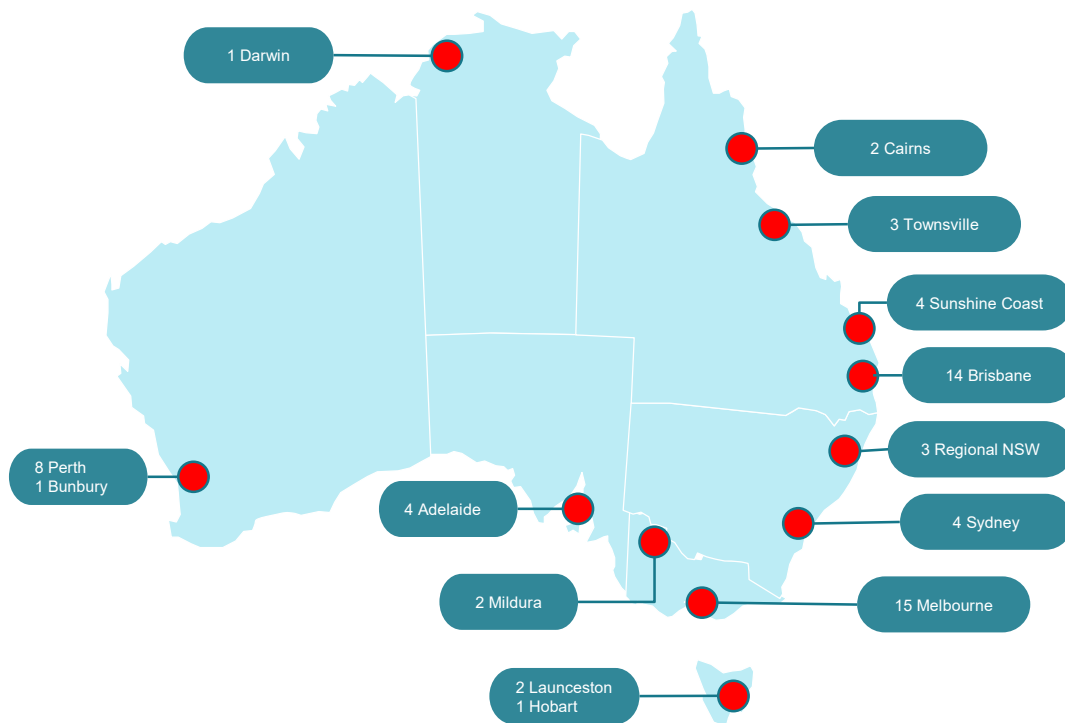 1 Darwin
2 Cairns
3 Townsville
4 Sunshine Coast
14 Brisbane
3 Regional NSW
8 Perth
1 Bunbury
4 Adelaide
4 Sydney
2 Mildura
15 Melbourne
2 Launceston
1 Hobart